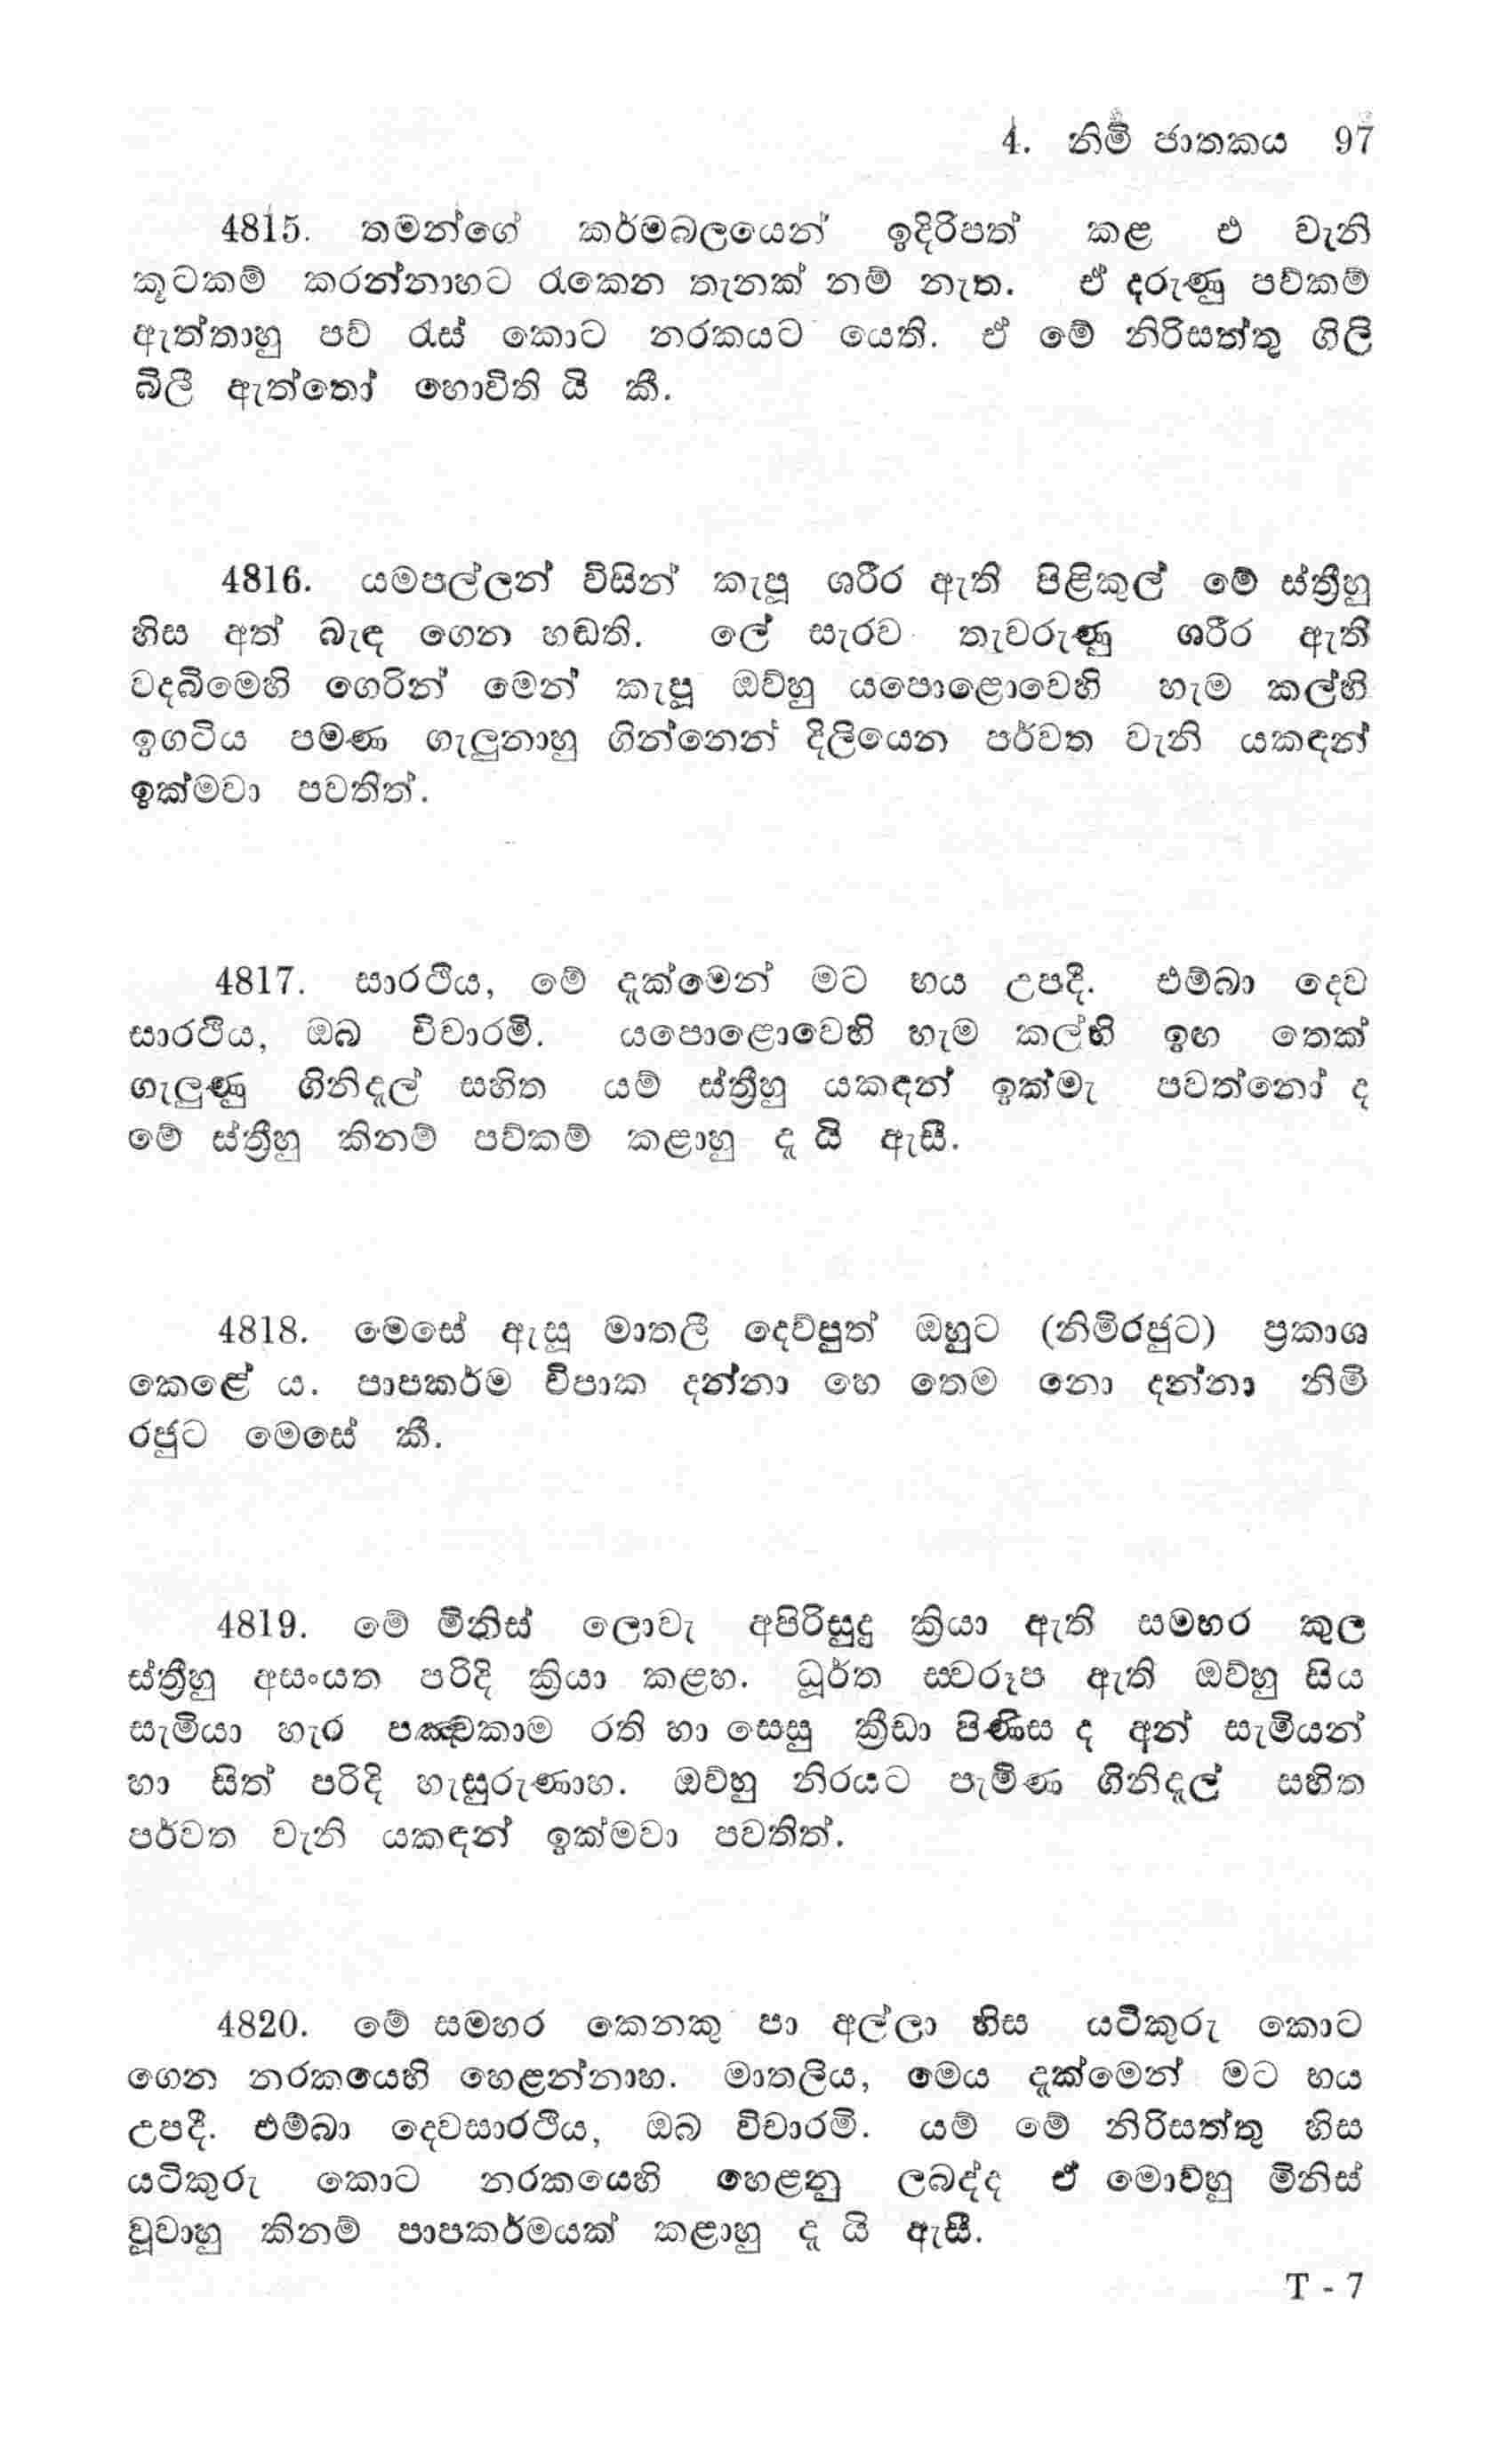 4. නිමි ජාතකය 97
4815. තමන්ගේ කර්මබලයෙන් ඉදිරිපත් කළ එ වැනි
කූටකම් කරන්නාහට රැකෙන තැනක් නම් නැත. ඒ දරුණු පව්කම්
ඇත්තාහු පව් රැස් කොට නරකයට යෙති. ඒ මේ නිරිසත්තු ගිලි
බිලී ඇත්තෝ හොවිති යි කී.
4816. යමපල්ලන් විසින් කැපූ ශරීර ඇති පිළිකුල් මේ ස්ත්‍රීහු
හිස අත් බැඳ ගෙන හඬති. ලේ සැරව තැවරුණු ශරීර ඇති
වදබිමෙහි ගෙරින් මෙන් කැපූ ඔව්හු යපොළොවෙහි හැම කල්හි
ඉගටිය පමණ ගැලුනාහු ගින්නෙන් දිලියෙන පර්වත වැනි යකඳන්
ඉක්මවා පවතිත්.
4817. සාරථිය, මේ දැක්මෙන් මට භය උපදී. එම්බා දෙව
සාරථිය, ඔබ විචාරමි. යපොළොවෙහි හැම කල්හි ඉඟ තෙක්
ගැලුණු ගිනිදැල් සහිත යම් ස්ත්‍රීහු යකඳන් ඉක්මැ පවත්නෝ ද
මේ ස්ත්‍රීහු කිනම් පව්කම් කළාහු දැ යි ඇසී.
4818. මෙසේ ඇසූ මාතලී දෙව්පුත් ඔහුට (නිමිරජුට) ප්‍රකාශ
කෙළේ ය. පාපකර්ම විපාක දන්නා හෙ තෙම නො දන්නා නිමි
රජුට මෙසේ කී.
4819. මේ මිනිස් ලොවැ අපිරිසුදු ක්‍රියා ඇති සමහර කුල
ස්ත්‍රීහු අසංයත පරිදි ක්‍රියා කළහ. ධූර්ත ස්වරූප ඇති ඔව්හු සිය
සැමියා හැර පඤ්චකාම රති හා සෙසු ක්‍රීඩා පිණිස ද අන් සැමියන්
හා සිත් පරිදි හැසුරුණාහ. ඔව්හු නිරයට පැමිණ ගිනිදැල් සහිත
පර්වත වැනි යකඳන් ඉක්මවා පවතිත්.
4820. මේ සමහර කෙනකු පා අල්ලා හිස යටිකුරු කොට
ගෙන නරකයෙහි හෙළන්නාහ. මාතලිය, මෙය දැක්මෙන් මට භය
උපදී. එම්බා දෙවසාරථිය, ඔබ විචාරමි. යම් මේ නිරිසත්තු හිස
යටිකුරු කොට නරකයෙහි හෙළනු ලබද්ද ඒ මොව්හු මිනිස්
වූවාහු කිනම් පාපකර්මයක් කළාහු දැ යි ඇසී.
T - 7